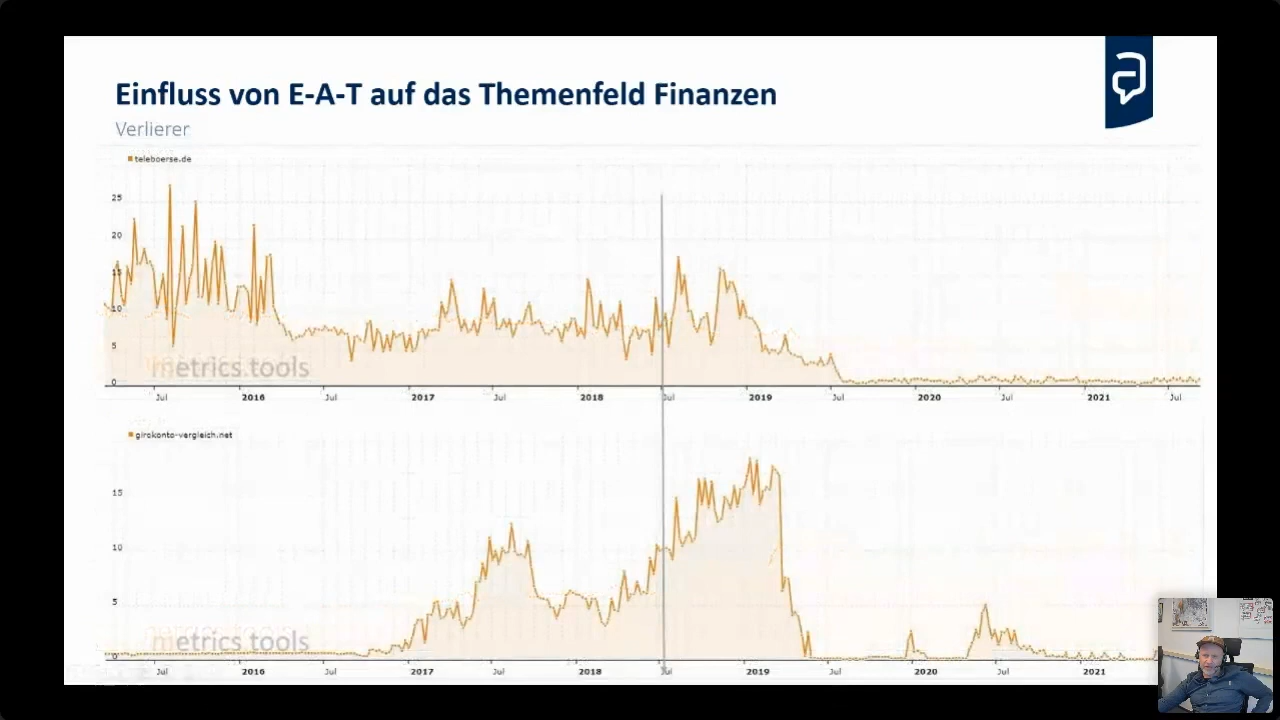 Einfluss von E-A-T auf das Themenfeld Finanzen
Verlierer
teleboerse.de
25
20
15
10
5
0
metrics.tools
Jul 2016 Jul 2017 Jul 2018 Jul 2019 Jul 2020 Jul 2021 Jul
girokonto-vergleich.net
15
10
5
0
metrics.tools
Jul 2016 Jul 2017 Jul 2018 Jul 2019 Jul 2020 Jul 2021